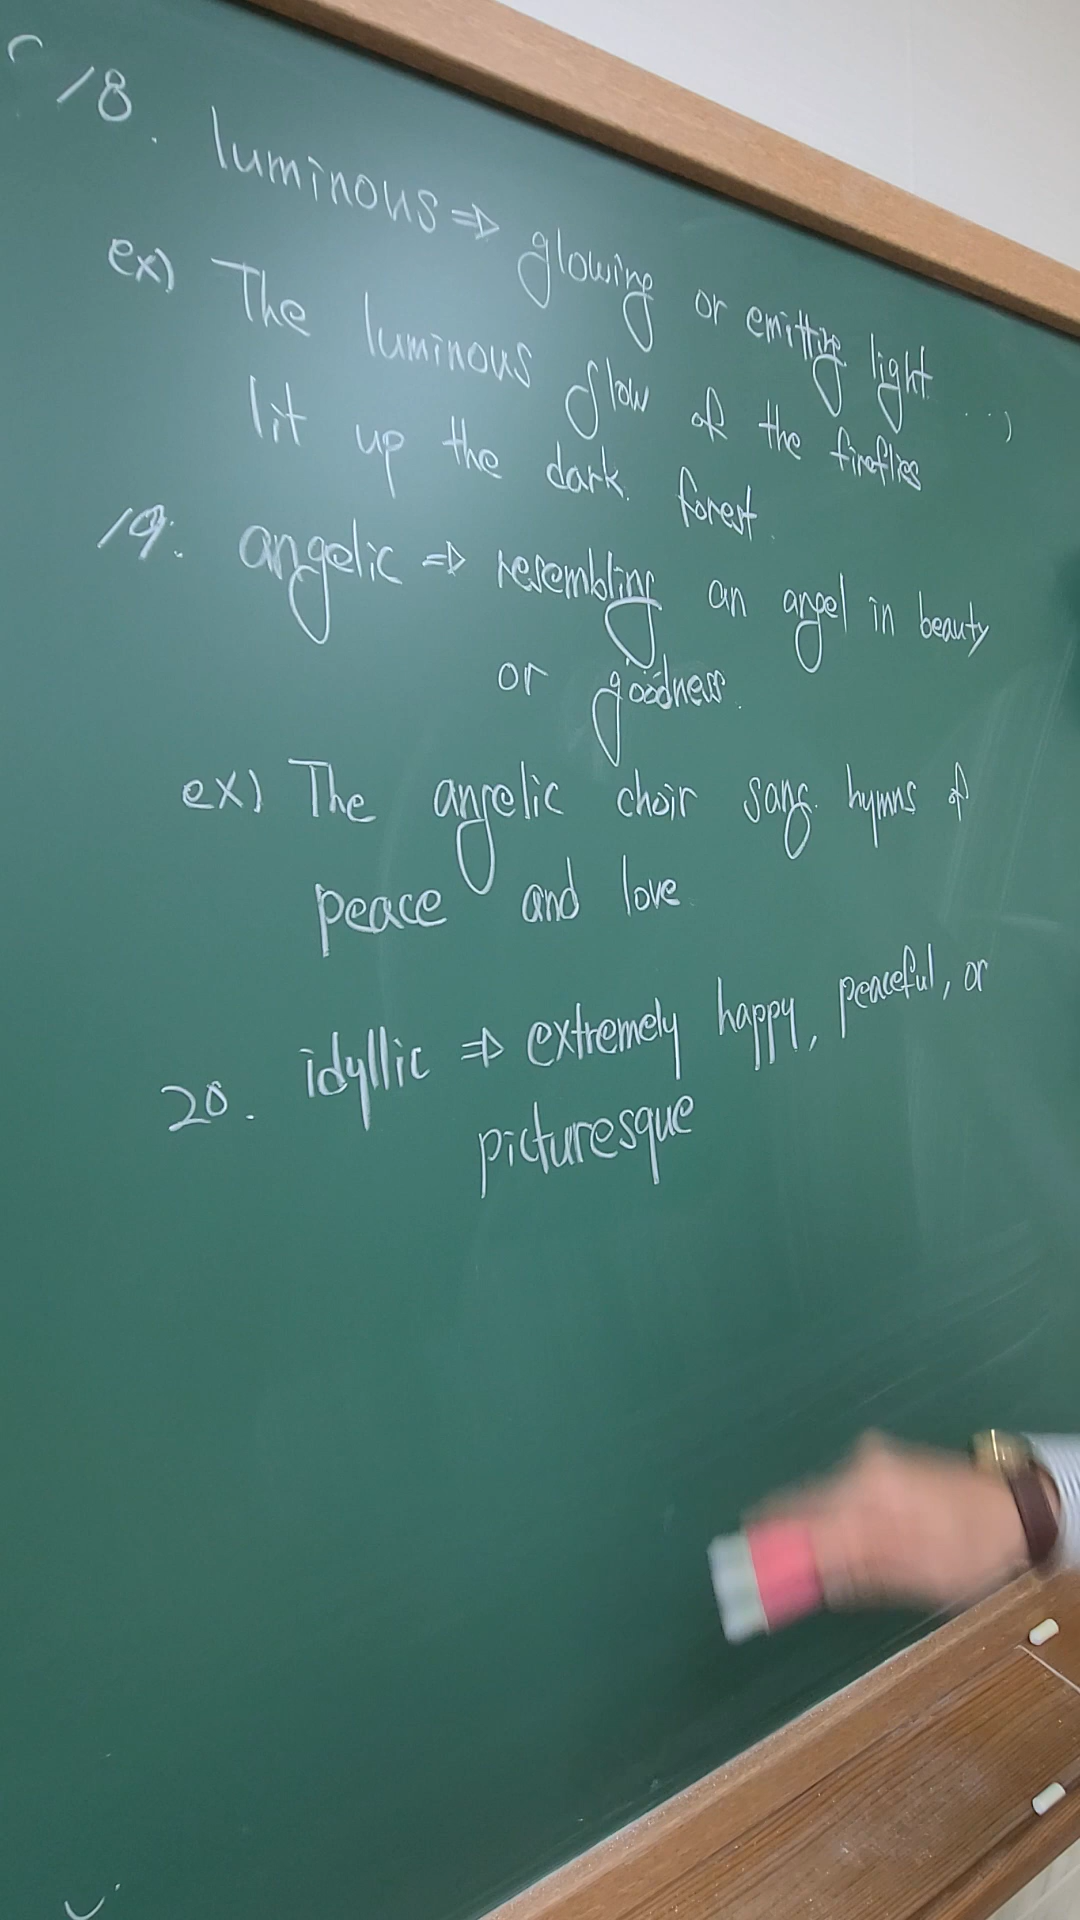 18. luminous ⇒ glowing or emitting light
ex) The luminous glow of the fireflies
lit up the dark forest.
19. angelic ⇒ resembling an angel in beauty
or goodness.
ex) The angelic choir sang hymns of
peace and love.
20. idyllic ⇒ extremely happy, peaceful, or
picturesque